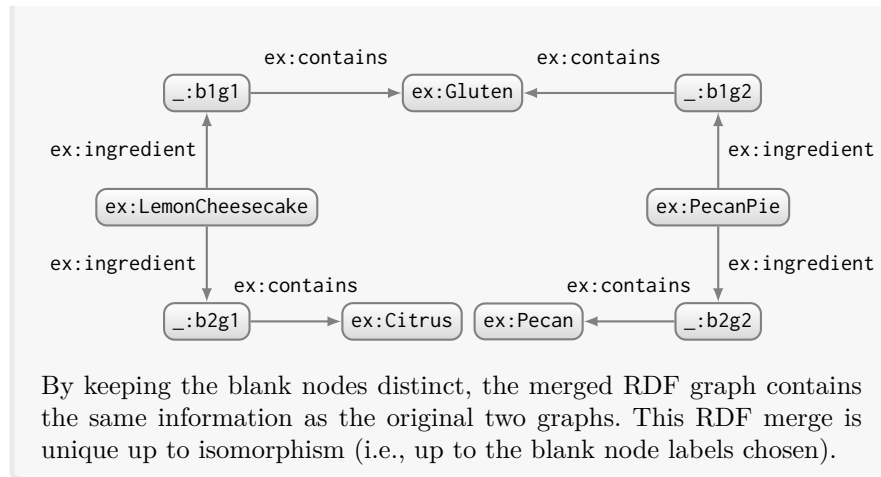 ex:contains ex:contains
_:b1g1 ex:Gluten _:b1g2
ex:ingredient ex:ingredient
ex:LemonCheesecake ex:PecanPie
ex:ingredient ex:ingredient
ex:contains ex:contains
_:b2g1 ex:Citrus ex:Pecan _:b2g2
By keeping the blank nodes distinct, the merged RDF graph contains
the same information as the original two graphs. This RDF merge is
unique up to isomorphism (i.e., up to the blank node labels chosen).